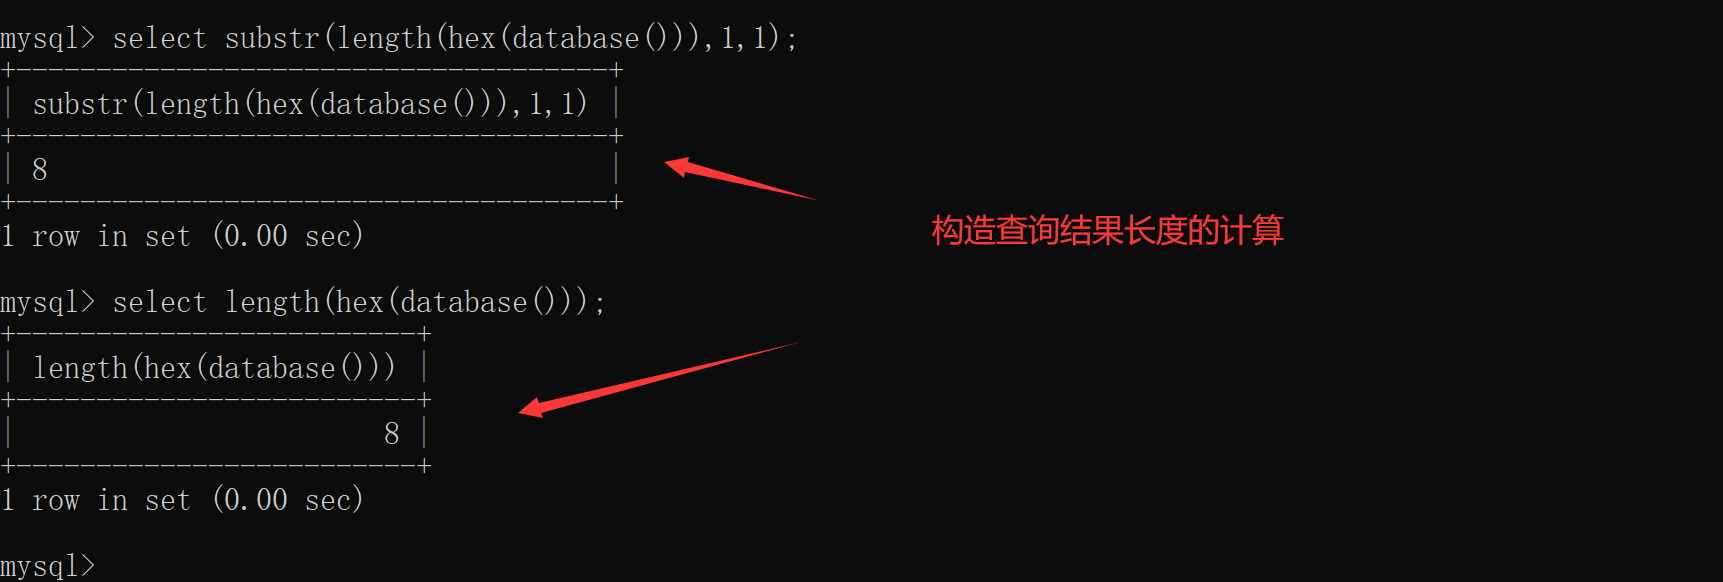 mysql> select substr(length(hex(database())),1,1);
+-------------------------------------+
| substr(length(hex(database())),1,1) |
+-------------------------------------+
| 8                                   |
+-------------------------------------+
1 row in set (0.00 sec)
构造查询结果长度的计算
mysql> select length(hex(database()));
+-------------------------+
| length(hex(database())) |
+-------------------------+
|                       8 |
+-------------------------+
1 row in set (0.00 sec)
mysql>